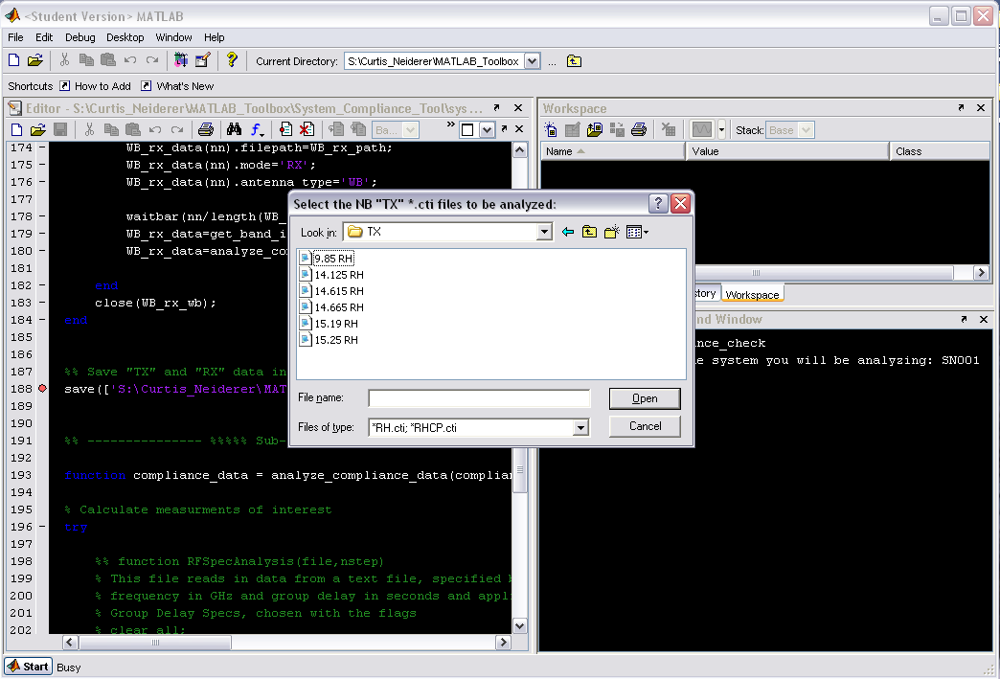 <Student Version> MATLAB
File Edit Debug Desktop Window Help
Current Directory: S:\Curtis_Neiderer\MATLAB_Toolbox ...
Shortcuts How to Add What's New
Editor - S:\Curtis_Neiderer\MATLAB_Toolbox\System_Compliance_Tool\sys...
Ba...
174 - WB_rx_data(nn).filepath=WB_rx_path;
175 - WB_rx_data(nn).mode='RX';
176 - WB_rx_data(nn).antenna_type='WB';
177
178 - waitbar(nn/length(WB_
179 - WB_rx_data=get_band_i
180 - WB_rx_data=analyze_co
181
182 - end
183 - close(WB_rx_wb);
184 - end
185
186
187 %% Save "TX" and "RX" data in
188 save(['S:\Curtis_Neiderer\MAT
189
190
191 %% --------------- %%%%% Sub-
192
193 function compliance_data = analyze_compliance_data(complian
194
195 % Calculate measurments of interest
196 - try
197
198 %% function RFSpecAnalysis(file,nstep)
199 % This file reads in data from a text file, specified
200 % frequency in GHz and group delay in seconds and appli
201 % Group Delay Specs, chosen with the flags
202 % clear all;
Workspace
Stack: Base
Name Value Class
Select the NB "TX" *.cti files to be analyzed:
Look in: TX
9.85 RH
14.125 RH
14.615 RH
14.665 RH
15.19 RH
15.25 RH
File name: Open
Files of type: *RH.cti; *RHCP.cti Cancel
tory Workspace
nd Window
nce_check
e system you will be analyzing: SN001
Start Busy